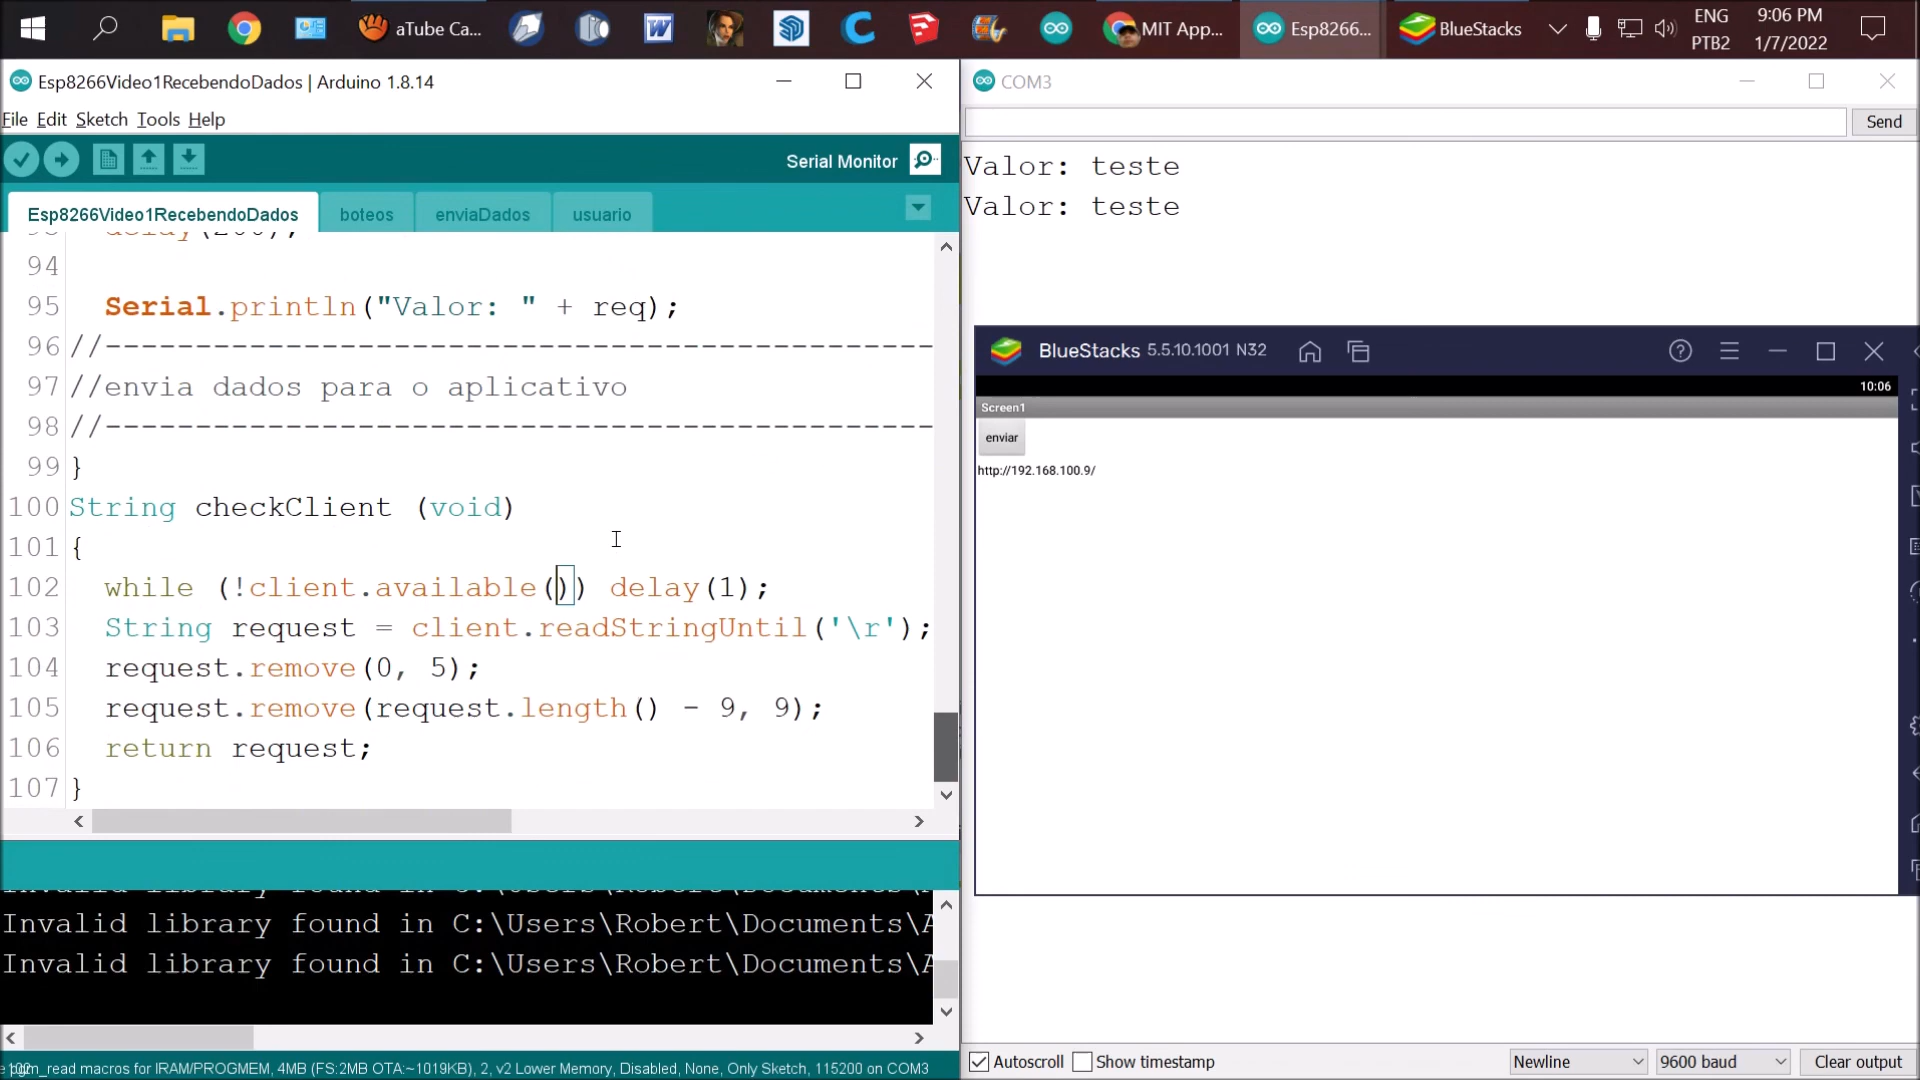 aTube Ca...
MIT App...
Esp8266...
BlueStacks
ENG
PTB2
9:06 PM
1/7/2022
Esp8266Video1RecebendoDados | Arduino 1.8.14
File Edit Sketch Tools Help
Serial Monitor
Esp8266Video1RecebendoDados boteos enviaDados usuario
93 delay(200);
94
95 Serial.println("Valor: " + req);
96 //----------------------------------------------
97 //envia dados para o aplicativo
98 //----------------------------------------------
99 }
100 String checkClient (void)
101 {
102 while (!client.available()) delay(1);
103 String request = client.readStringUntil('\r');
104 request.remove(0, 5);
105 request.remove(request.length() - 9, 9);
106 return request;
107 }
Invalid library found in C:\Users\Robert\Documents\A
Invalid library found in C:\Users\Robert\Documents\A
pgm_read macros for IRAM/PROGMEM, 4MB (FS:2MB OTA:~1019KB), 2, v2 Lower Memory, Disabled, None, Only Sketch, 115200 on COM3
COM3
Send
Valor: teste
Valor: teste
BlueStacks 5.5.10.1001 N32
10:06
Screen1
enviar
http://192.168.100.9/
Autoscroll Show timestamp
Newline
9600 baud
Clear output